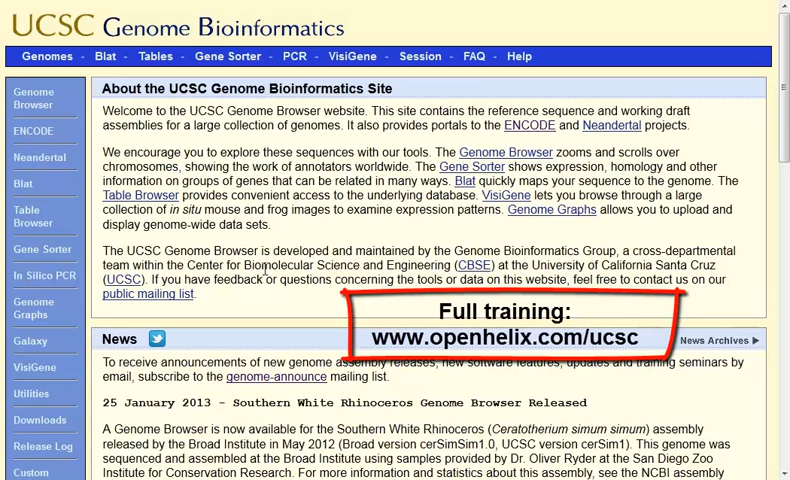 UCSC Genome Bioinformatics
Genomes - Blat - Tables - Gene Sorter - PCR - VisiGene - Session - FAQ - Help
Genome
Browser
ENCODE
Neandertal
Blat
Table
Browser
Gene Sorter
In Silico PCR
Genome
Graphs
Galaxy
VisiGene
Utilities
Downloads
Release Log
Custom
About the UCSC Genome Bioinformatics Site
Welcome to the UCSC Genome Browser website. This site contains the reference sequence and working draft
assemblies for a large collection of genomes. It also provides portals to the ENCODE and Neandertal projects.
We encourage you to explore these sequences with our tools. The Genome Browser zooms and scrolls over
chromosomes, showing the work of annotators worldwide. The Gene Sorter shows expression, homology and other
information on groups of genes that can be related in many ways. Blat quickly maps your sequence to the genome. The
Table Browser provides convenient access to the underlying database. VisiGene lets you browse through a large
collection of in situ mouse and frog images to examine expression patterns. Genome Graphs allows you to upload and
display genome-wide data sets.
The UCSC Genome Browser is developed and maintained by the Genome Bioinformatics Group, a cross-departmental
team within the Center for Biomolecular Science and Engineering (CBSE) at the University of California Santa Cruz
(UCSC). If you have feedback or questions concerning the tools or data on this website, feel free to contact us on our
public mailing list.
Full training:
www.openhelix.com/ucsc
News
News Archives ▶
To receive announcements of new genome assembly releases, new software features, updates and training seminars by
email, subscribe to the genome-announce mailing list.
25 January 2013 - Southern White Rhinoceros Genome Browser Released
A Genome Browser is now available for the Southern White Rhinoceros (Ceratotherium simum simum) assembly
released by the Broad Institute in May 2012 (Broad version cerSimSim1.0, UCSC version cerSim1). This genome was
sequenced and assembled at the Broad Institute using samples provided by Dr. Oliver Ryder at the San Diego Zoo
Institute for Conservation Research. For more information and statistics about this assembly, see the NCBI assembly